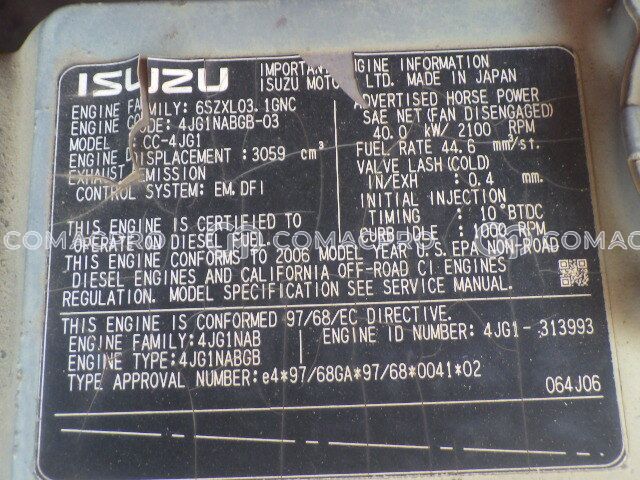 ISUZU
IMPORTAN ENGINE INFORMATION
ISUZU MOTO LTD. MADE IN JAPAN
ENGINE FAMILY: 6SZXL03.1GNC
ENGINE CODE: 4JG1NABGB-03
MODEL : CC-4JG1
ENGINE DISPLACEMENT: 3059 cm³
EXHAUST EMISSION
CONTROL SYSTEM: EM,DFI
ADVERTISED HORSE POWER
SAE NET(FAN DISENGAGED)
40.0 kW/ 2100 RPM
FUEL RATE 44.6 mm³/st.
VALVE LASH(COLD)
IN/EXH : 0.4 mm.
INITIAL INJECTION
TIMING : 10°BTDC
CURB IDLE : 1000 RPM
THIS ENGINE IS CERTIFIED TO
OPERATE ON DIESEL FUEL.
THIS ENGINE CONFORMS TO 2006 MODEL YEAR U.S.EPA NON-ROAD
DIESEL ENGINES AND CALIFORNIA OFF-ROAD CI ENGINES
REGULATION. MODEL SPECIFICATION SEE SERVICE MANUAL.
THIS ENGINE IS CONFORMED 97/68/EC DIRECTIVE.
ENGINE FAMILY:4JG1NAB
ENGINE ID NUMBER: 4JG1- 313993
ENGINE TYPE:4JG1NABGB
TYPE APPROVAL NUMBER:e4*97/68GA*97/68*0041*02
064J06